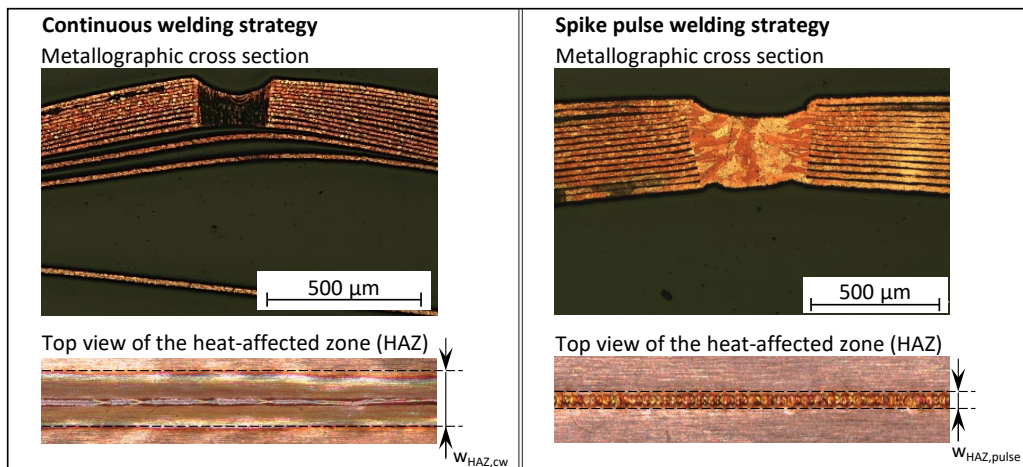 Continuous welding strategy
Metallographic cross section
500 µm
Top view of the heat-affected zone (HAZ)
wHAZ,cw
Spike pulse welding strategy
Metallographic cross section
500 µm
Top view of the heat-affected zone (HAZ)
wHAZ,pulse